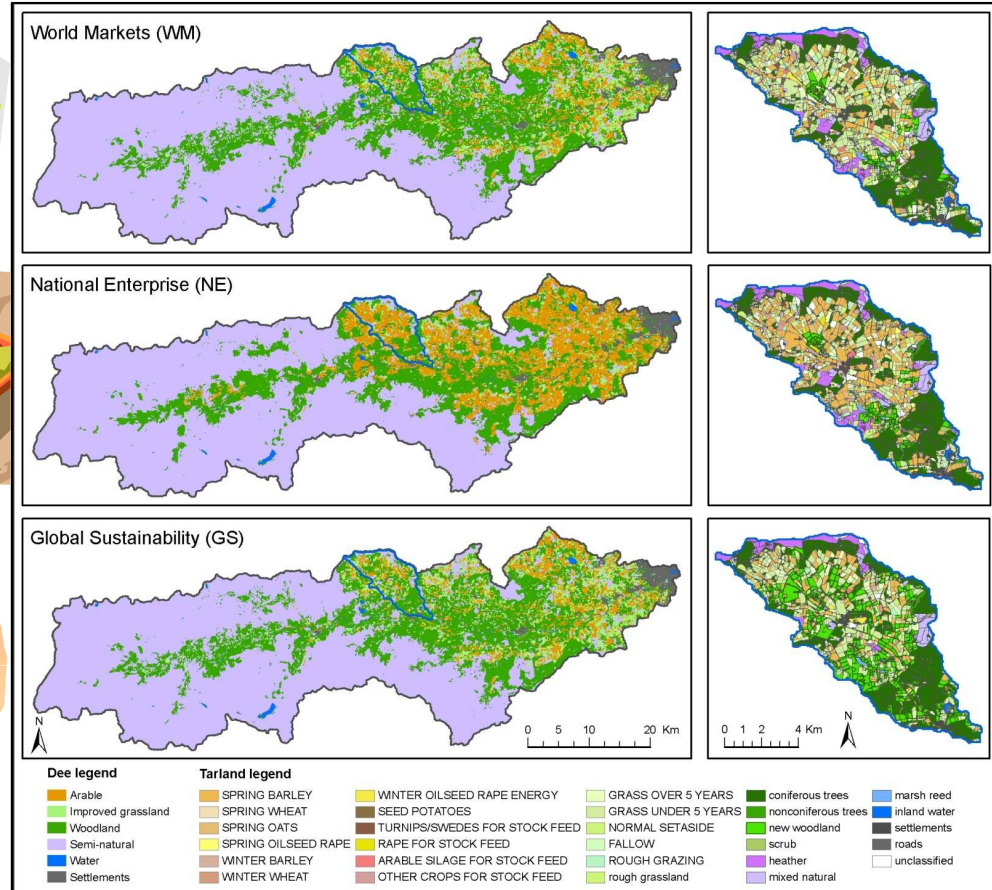 World Markets (WM)
National Enterprise (NE)
Global Sustainability (GS)
N
0 5 10 20 Km
0 1 2 4 Km
N
Dee legend
Arable
Improved grassland
Woodland
Semi-natural
Water
Settlements
Tarland legend
SPRING BARLEY
SPRING WHEAT
SPRING OATS
SPRING OILSEED RAPE
WINTER BARLEY
WINTER WHEAT
WINTER OILSEED RAPE ENERGY
SEED POTATOES
TURNIPS/SWEDES FOR STOCK FEED
RAPE FOR STOCK FEED
ARABLE SILAGE FOR STOCK FEED
OTHER CROPS FOR STOCK FEED
GRASS OVER 5 YEARS
GRASS UNDER 5 YEARS
NORMAL SETASIDE
FALLOW
ROUGH GRAZING
rough grassland
coniferous trees
nonconiferous trees
new woodland
scrub
heather
mixed natural
marsh reed
inland water
settlements
roads
unclassified